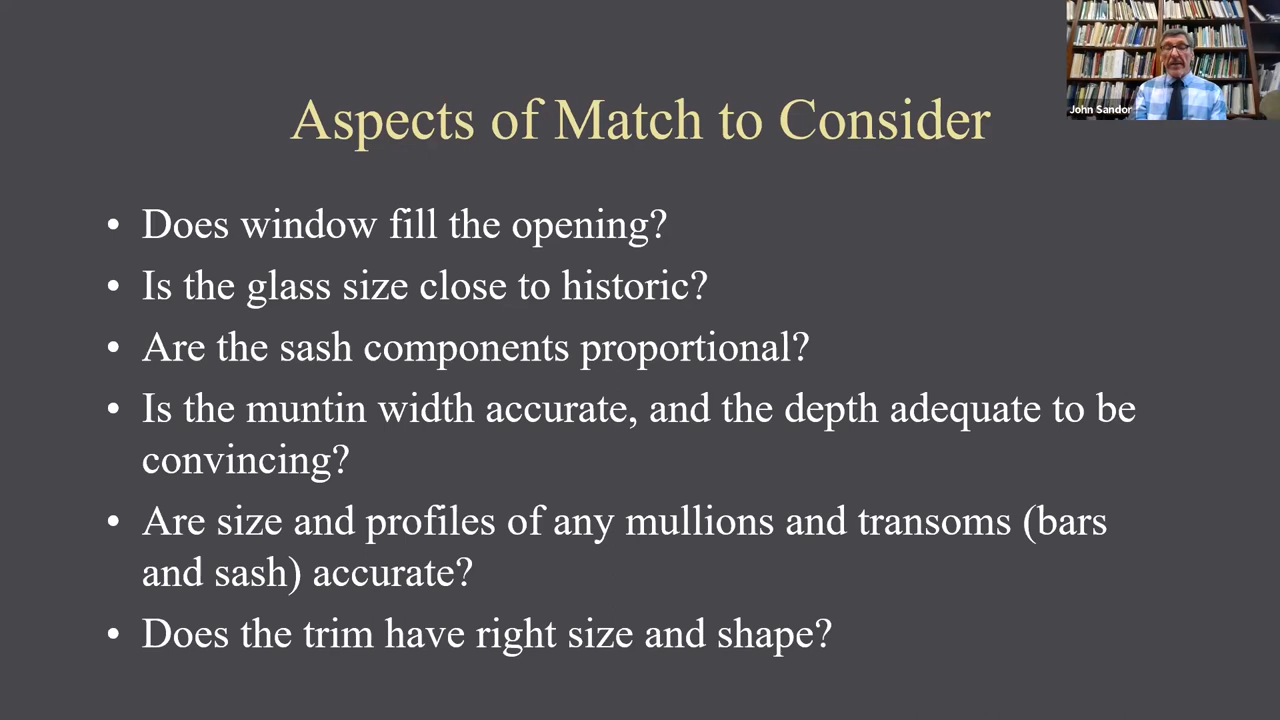 John Sandor
Aspects of Match to Consider
• Does window fill the opening?
• Is the glass size close to historic?
• Are the sash components proportional?
• Is the muntin width accurate, and the depth adequate to be
convincing?
• Are size and profiles of any mullions and transoms (bars
and sash) accurate?
• Does the trim have right size and shape?